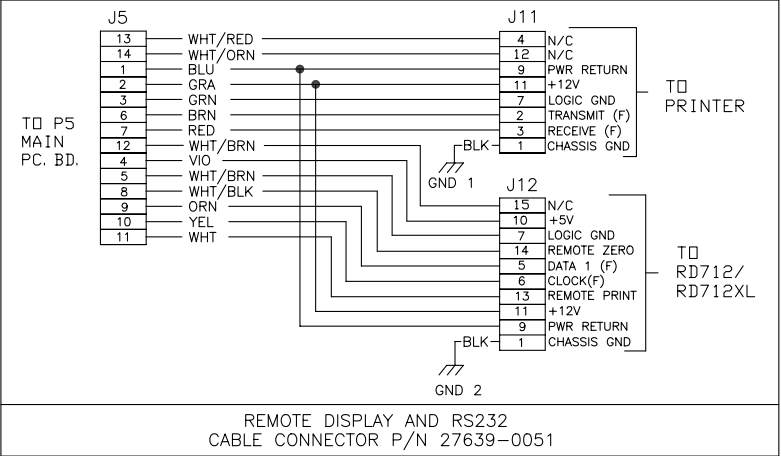 J5
J11
13 WHT/RED 4 N/C
14 WHT/ORN 12 N/C
1 BLU 9 PWR RETURN
2 GRA 11 +12V
3 GRN 7 LOGIC GND
6 BRN 2 TRANSMIT (F)
7 RED 3 RECEIVE (F)
12 WHT/BRN BLK 1 CHASSIS GND
4 VIO
5 WHT/BRN
8 WHT/BLK
9 ORN
10 YEL
11 WHT
TO P5
MAIN
PC. BD.
TO
PRINTER
GND 1
J12
15 N/C
10 +5V
7 LOGIC GND
14 REMOTE ZERO
5 DATA 1 (F)
6 CLOCK(F)
13 REMOTE PRINT
11 +12V
9 PWR RETURN
BLK 1 CHASSIS GND
TO
RD712/
RD712XL
GND 2
REMOTE DISPLAY AND RS232
CABLE CONNECTOR P/N 27639-0051